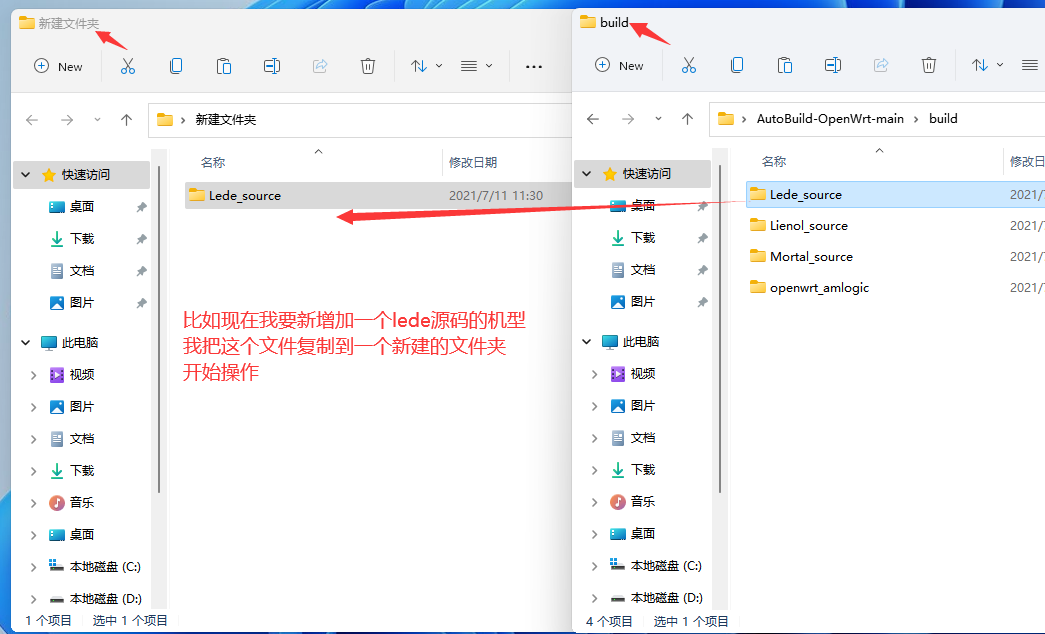 新建文件夹
New
新建文件夹
名称
修改日期
快速访问
Lede_source
2021/7/11 11:30
桌面
下载
文档
图片
此电脑
视频
图片
文档
下载
音乐
桌面
本地磁盘 (C:)
本地磁盘 (D:)
1 个项目
选中 1 个项目
比如现在我要新增加一个lede源码的机型
我把这个文件复制到一个新建的文件夹
开始操作
build
New
AutoBuild-OpenWrt-main
build
名称
修改日
快速访问
Lede_source
2021/7
桌面
Lienol_source
2021/7
下载
Mortal_source
2021/7
文档
openwrt_amlogic
2021/7
图片
此电脑
视频
图片
文档
下载
音乐
桌面
本地磁盘 (C:)
本地磁盘 (D:)
4 个项目
选中 1 个项目